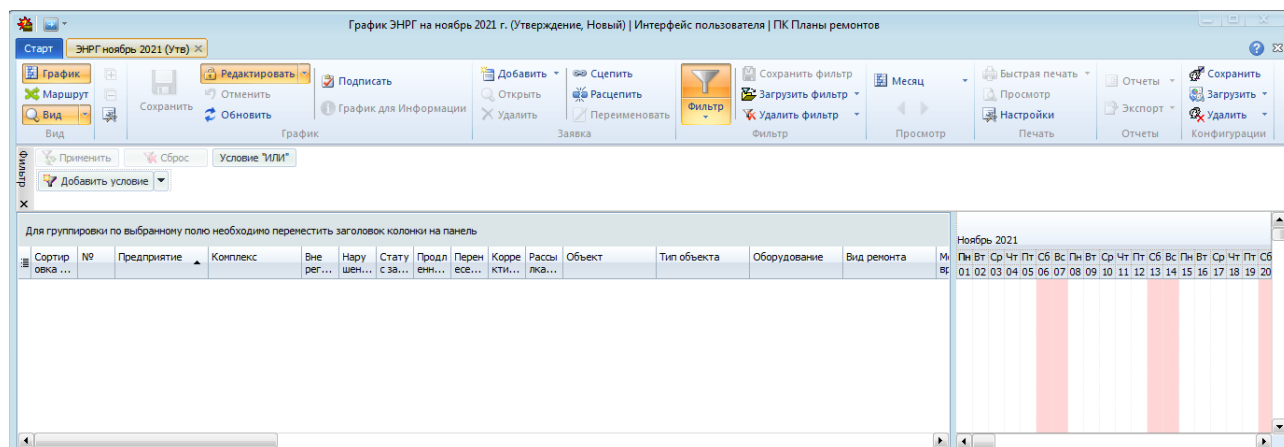 График ЭНРГ на ноябрь 2021 г. (Утверждение, Новый) | Интерфейс пользователя | ПК Планы ремонтов
Старт ЭНРГ ноябрь 2021 (Утв)
График Редактировать Подписать Добавить Сцепить Сохранить фильтр Месяц Быстрая печать Отчеты Сохранить
Маршрут Сохранить Отменить График для Информации Открыть Расцепить Фильтр Загрузить фильтр Просмотр Экспорт Загрузить
Вид Обновить Удалить Переименовать Удалить фильтр Настройки Удалить
Вид График Заявка Фильтр Просмотр Печать Отчеты Конфигурации
Фильтр Применить Сброс Условие "ИЛИ"
Добавить условие
Для группировки по выбранному полю необходимо переместить заголовок колонки на панель
Ноябрь 2021
Сортир № Предприятие Комплекс Вне Нару Стату Продл Перен Корре Рассы Объект Тип объекта Оборудование Вид ремонта Пн Вт Ср Чт Пт Сб Вс Пн Вт Ср Чт Пт Сб Вс Пн Вт Ср Чт Пт Сб
овка ... рег... шен... с за... енн... есе... кти... лка... вр 01 02 03 04 05 06 07 08 09 10 11 12 13 14 15 16 17 18 19 20